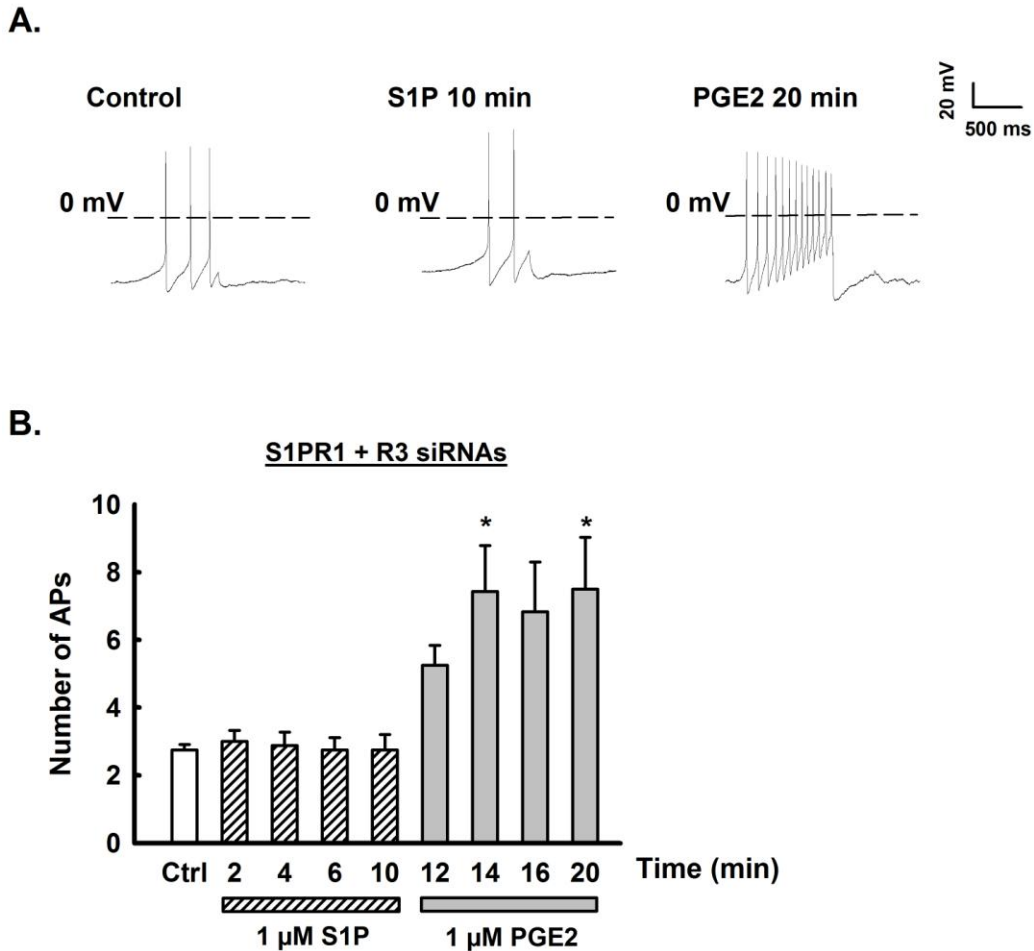 A.
Control
S1P 10 min
PGE2 20 min
20 mV
500 ms
0 mV
0 mV
B.
S1PR1 + R3 siRNAs
Number of APs
10
8
6
4
2
0
* *
Ctrl 2 4 6 10 12 14 16 20 Time (min)
1 µM S1P 1 µM PGE2